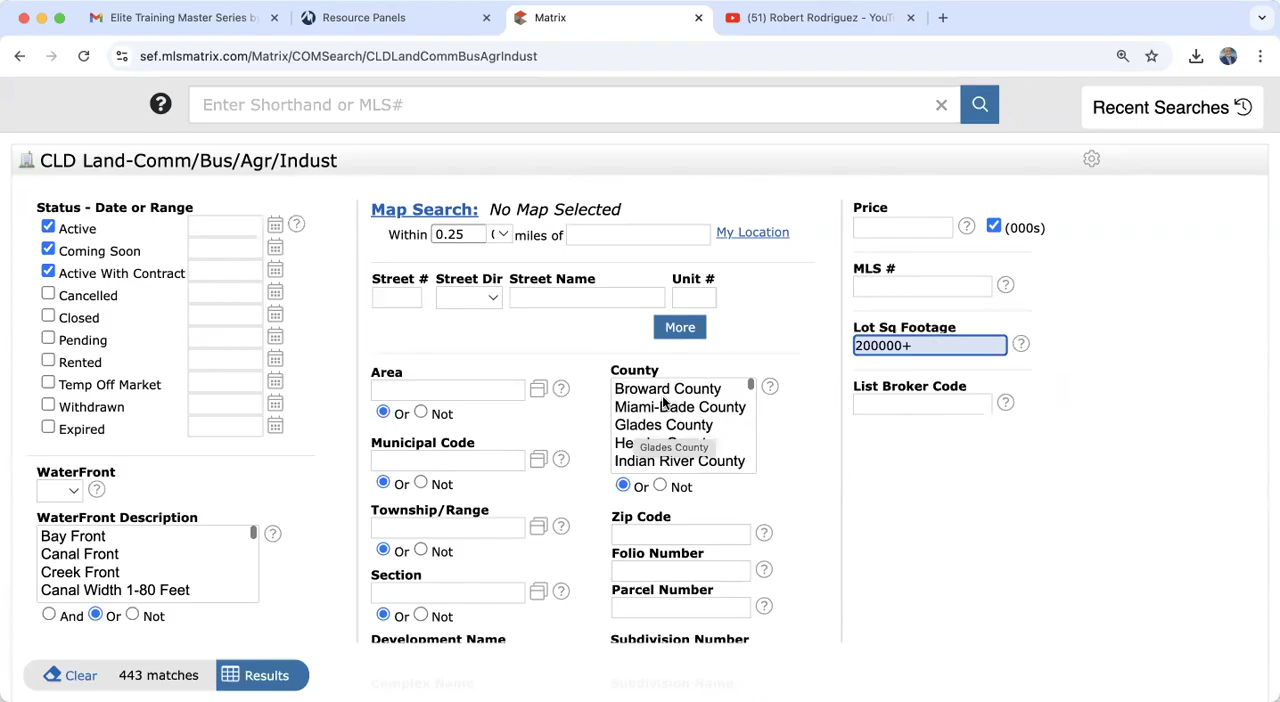 Elite Training Master Series by
Resource Panels
Matrix
(51) Robert Rodriguez - YouT
sef.mlsmatrix.com/Matrix/COMSearch/CLDLandCommBusAgrIndust
Enter Shorthand or MLS#
Recent Searches
CLD Land-Comm/Bus/Agr/Indust
Status - Date or Range
Active
Coming Soon
Active With Contract
Cancelled
Closed
Pending
Rented
Temp Off Market
Withdrawn
Expired
WaterFront
WaterFront Description
Bay Front
Canal Front
Creek Front
Canal Width 1-80 Feet
And Or Not
Map Search: No Map Selected
Within 0.25 miles of My Location
Street # Street Dir Street Name Unit #
More
Area
Or Not
Municipal Code
Or Not
Township/Range
Or Not
Section
Or Not
Development Name
Complex Name
County
Broward County
Miami-Dade County
Glades County
Glades County
Indian River County
Or Not
Zip Code
Folio Number
Parcel Number
Subdivision Number
Subdivision Name
Price
(000s)
MLS #
Lot Sq Footage
200000+
List Broker Code
Clear 443 matches Results